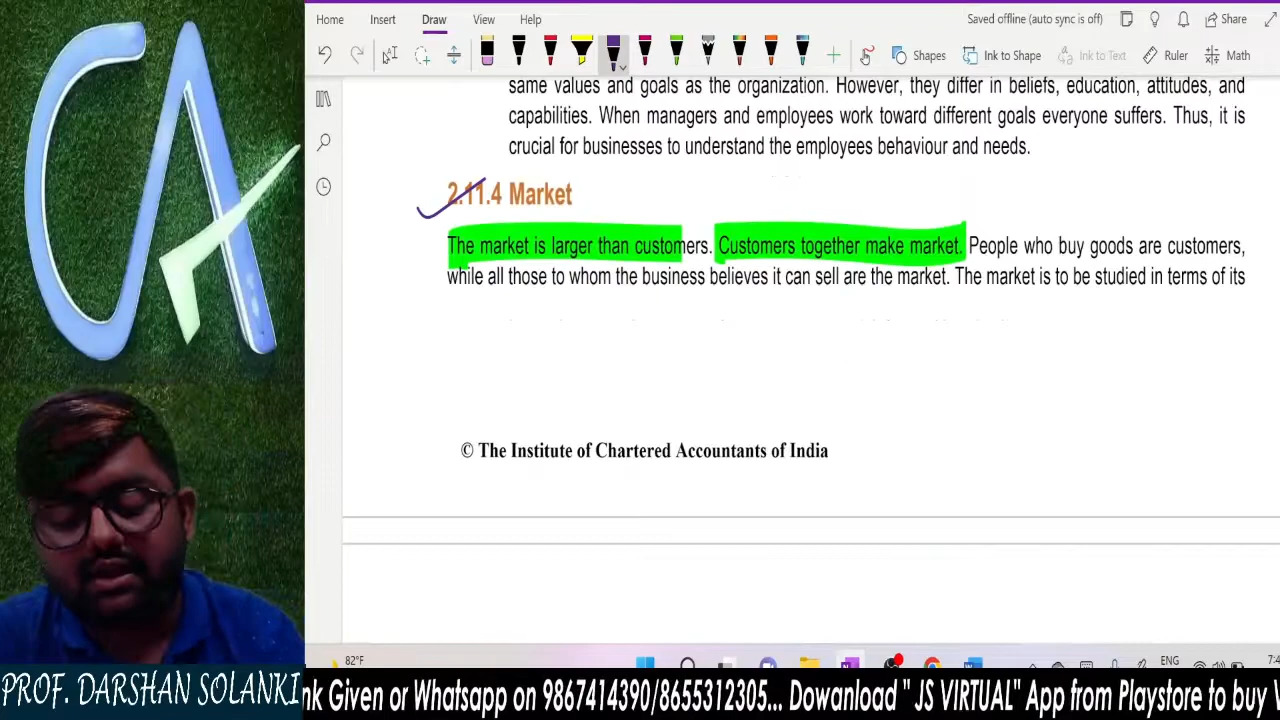 Home Insert Draw View Help Saved offline (auto sync is off) Share
Shapes Ink to Shape Ink to Text Ruler Math
same values and goals as the organization. However, they differ in beliefs, education, attitudes, and
capabilities. When managers and employees work toward different goals everyone suffers. Thus, it is
crucial for businesses to understand the employees behaviour and needs.
2.11.4 Market
The market is larger than customers. Customers together make market. People who buy goods are customers,
while all those to whom the business believes it can sell are the market. The market is to be studied in terms of its
© The Institute of Chartered Accountants of India
CA
82°F ENG 7:4
PROF. DARSHAN SOLANKI nk Given or Whatsapp on 9867414390/8655312305... Dowanload " JS VIRTUAL" App from Playstore to buy V